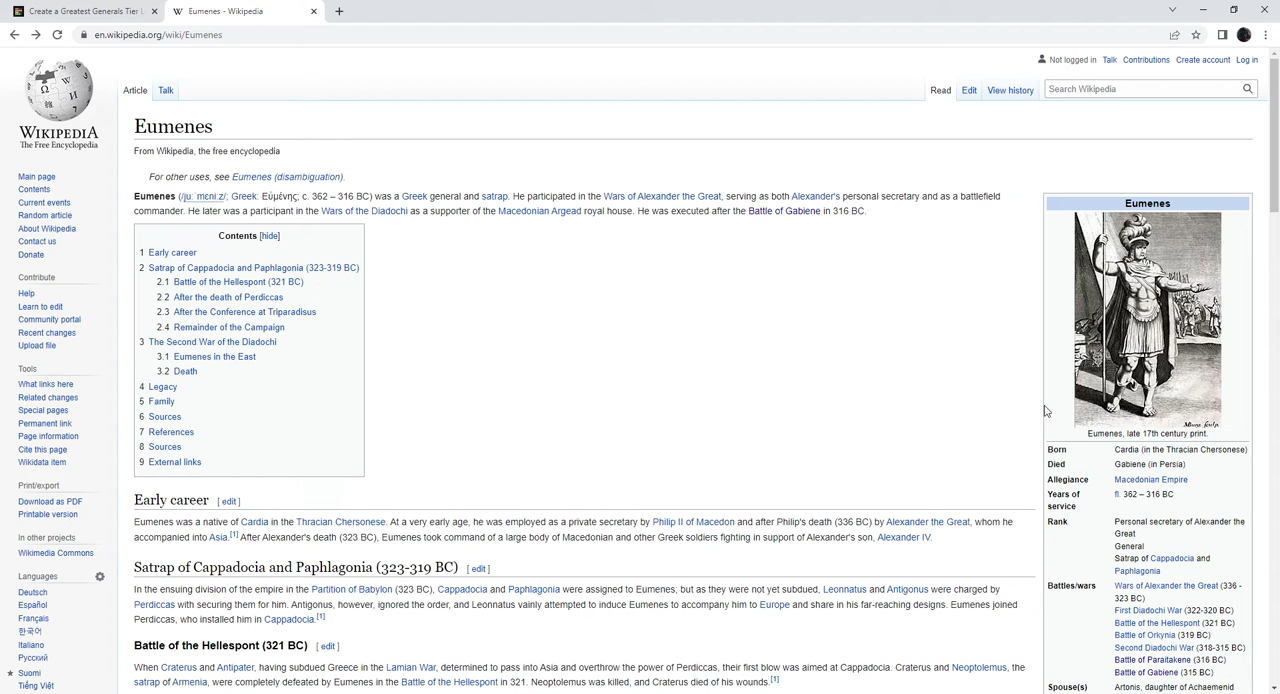 Create a Greatest Generals Tier L
Eumenes - Wikipedia
en.wikipedia.org/wiki/Eumenes
Not logged in Talk Contributions Create account Log in
Article Talk Read Edit View history Search Wikipedia
WIKIPEDIA
The Free Encyclopedia
Main page
Contents
Current events
Random article
About Wikipedia
Contact us
Donate
Contribute
Help
Learn to edit
Community portal
Recent changes
Upload file
Tools
What links here
Related changes
Special pages
Permanent link
Page information
Cite this page
Wikidata item
Print/export
Download as PDF
Printable version
In other projects
Wikimedia Commons
Languages
Deutsch
Español
Français
한국어
Italiano
Русский
Suomi
Tiếng Việt
Eumenes
From Wikipedia, the free encyclopedia
For other uses, see Eumenes (disambiguation).
Eumenes (/juːˈmɛniːz/; Greek: Εὐμένης; c. 362 – 316 BC) was a Greek general and satrap. He participated in the Wars of Alexander the Great, serving as both Alexander's personal secretary and as a battlefield
commander. He later was a participant in the Wars of the Diadochi as a supporter of the Macedonian Argead royal house. He was executed after the Battle of Gabiene in 316 BC.
Contents [hide]
1 Early career
2 Satrap of Cappadocia and Paphlagonia (323-319 BC)
2.1 Battle of the Hellespont (321 BC)
2.2 After the death of Perdiccas
2.3 After the Conference at Triparadisus
2.4 Remainder of the Campaign
3 The Second War of the Diadochi
3.1 Eumenes in the East
3.2 Death
4 Legacy
5 Family
6 Sources
7 References
8 Sources
9 External links
Early career [ edit ]
Eumenes was a native of Cardia in the Thracian Chersonese. At a very early age, he was employed as a private secretary by Philip II of Macedon and after Philip's death (336 BC) by Alexander the Great, whom he
accompanied into Asia.[1] After Alexander's death (323 BC), Eumenes took command of a large body of Macedonian and other Greek soldiers fighting in support of Alexander's son, Alexander IV.
Satrap of Cappadocia and Paphlagonia (323-319 BC) [ edit ]
In the ensuing division of the empire in the Partition of Babylon (323 BC), Cappadocia and Paphlagonia were assigned to Eumenes; but as they were not yet subdued, Leonnatus and Antigonus were charged by
Perdiccas with securing them for him. Antigonus, however, ignored the order, and Leonnatus vainly attempted to induce Eumenes to accompany him to Europe and share in his far-reaching designs. Eumenes joined
Perdiccas, who installed him in Cappadocia.[1]
Battle of the Hellespont (321 BC) [ edit ]
When Craterus and Antipater, having subdued Greece in the Lamian War, determined to pass into Asia and overthrow the power of Perdiccas, their first blow was aimed at Cappadocia. Craterus and Neoptolemus, the
satrap of Armenia, were completely defeated by Eumenes in the Battle of the Hellespont in 321. Neoptolemus was killed, and Craterus died of his wounds.[1]
Eumenes
Eumenes, late 17th century print.
Born Cardia (in the Thracian Chersonese)
Died Gabiene (in Persia)
Allegiance Macedonian Empire
Years of fl. 362 – 316 BC
service
Rank Personal secretary of Alexander the
Great
General
Satrap of Cappadocia and
Paphlagonia
Battles/wars Wars of Alexander the Great (336 -
323 BC)
First Diadochi War (322-320 BC)
Battle of the Hellespont (321 BC)
Battle of Orkynia (319 BC)
Second Diadochi War (318-315 BC)
Battle of Paraitakene (316 BC)
Battle of Gabiene (315 BC)
Spouse(s) Artonis, daughter of Achaemenid